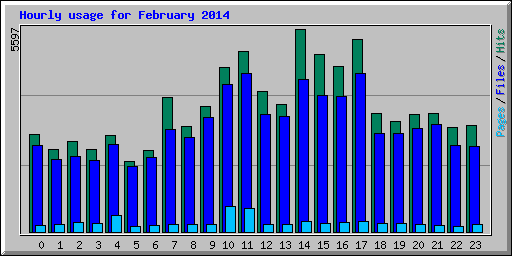 Hourly usage for February 2014
5597
Pages / Files / Hits
0 1 2 3 4 5 6 7 8 9 10 11 12 13 14 15 16 17 18 19 20 21 22 23